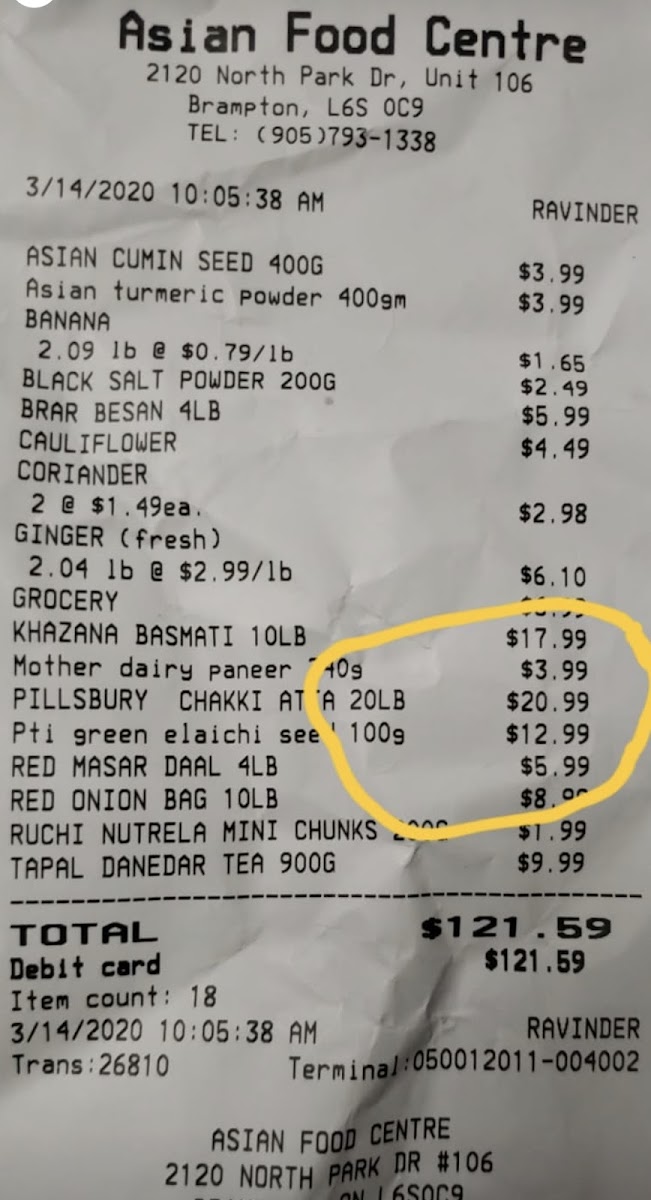 Asian Food Centre
2120 North Park Dr, Unit 106
Brampton, L6S 0C9
TEL: (905)793-1338
3/14/2020 10:05:38 AM RAVINDER
ASIAN CUMIN SEED 400G $3.99
Asian turmeric powder 400gm $3.99
BANANA
2.09 lb @ $0.79/lb $1.65
BLACK SALT POWDER 200G $2.49
BRAR BESAN 4LB $5.99
CAULIFLOWER $4.49
CORIANDER
2 @ $1.49ea. $2.98
GINGER (fresh)
2.04 lb @ $2.99/lb $6.10
GROCERY
KHAZANA BASMATI 10LB $17.99
Mother dairy paneer $3.99
PILLSBURY CHAKKI ATTA 20LB $20.99
Pti green elaichi seed 100g $12.99
RED MASAR DAAL 4LB $5.99
RED ONION BAG 10LB $8.99
RUCHI NUTRELA MINI CHUNKS 200G $1.99
TAPAL DANEDAR TEA 900G $9.99
TOTAL $121.59
Debit card $121.59
Item count: 18
3/14/2020 10:05:38 AM RAVINDER
Trans:26810 Terminal:050012011-004002
ASIAN FOOD CENTRE
2120 NORTH PARK DR #106
ON L6S0C9